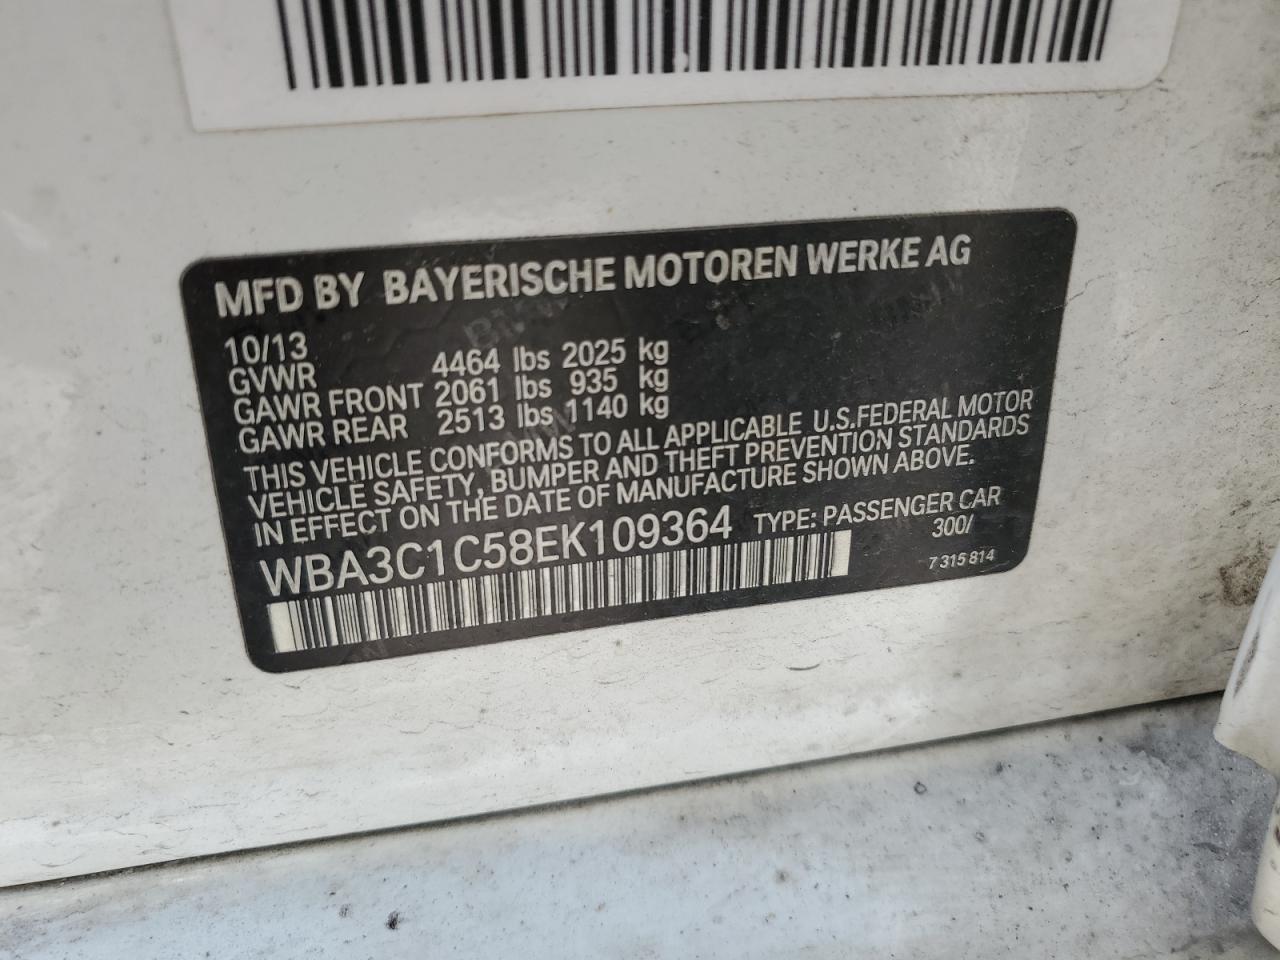 MFD BY BAYERISCHE MOTOREN WERKE AG
10/13
GVWR 4464 lbs 2025 kg
GAWR FRONT 2061 lbs 935 kg
GAWR REAR 2513 lbs 1140 kg
THIS VEHICLE CONFORMS TO ALL APPLICABLE U.S.FEDERAL MOTOR
VEHICLE SAFETY, BUMPER AND THEFT PREVENTION STANDARDS
IN EFFECT ON THE DATE OF MANUFACTURE SHOWN ABOVE.
WBA3C1C58EK109364 TYPE: PASSENGER CAR
300/
7 315 814